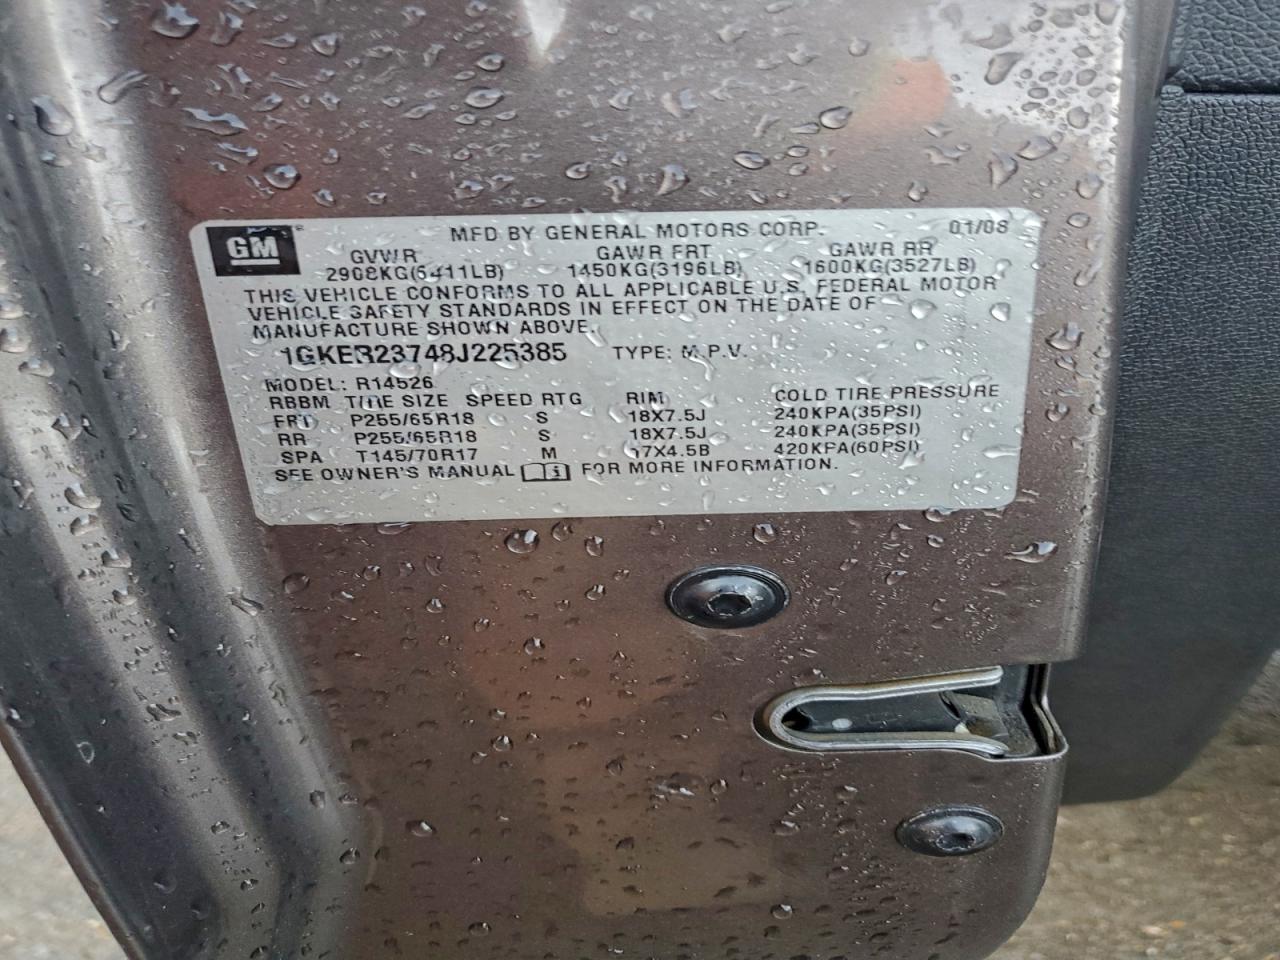 GM
MFD BY GENERAL MOTORS CORP. 01/08
GVWR GAWR FRT GAWR RR
2908KG(6411LB) 1450KG(3196LB) 1600KG(3527LB)
THIS VEHICLE CONFORMS TO ALL APPLICABLE U.S. FEDERAL MOTOR
VEHICLE SAFETY STANDARDS IN EFFECT ON THE DATE OF
MANUFACTURE SHOWN ABOVE.
1GKER23748J225385 TYPE: M.P.V.
MODEL: R14526
TIRE SIZE SPEED RTG RIM COLD TIRE PRESSURE
FRT P255/65R18 S 18X7.5J 240KPA(35PSI)
RR P255/65R18 S 18X7.5J 240KPA(35PSI)
SPA T145/70R17 M 17X4.5B 420KPA(60PSI)
SEE OWNER'S MANUAL FOR MORE INFORMATION.